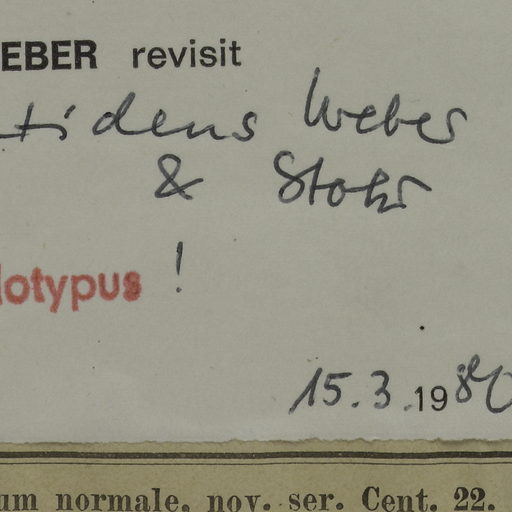 EBER revisit
tidens Weber
& Stohr
lotypus !
15.3.1980
um normale, nov. ser. Cent. 22.